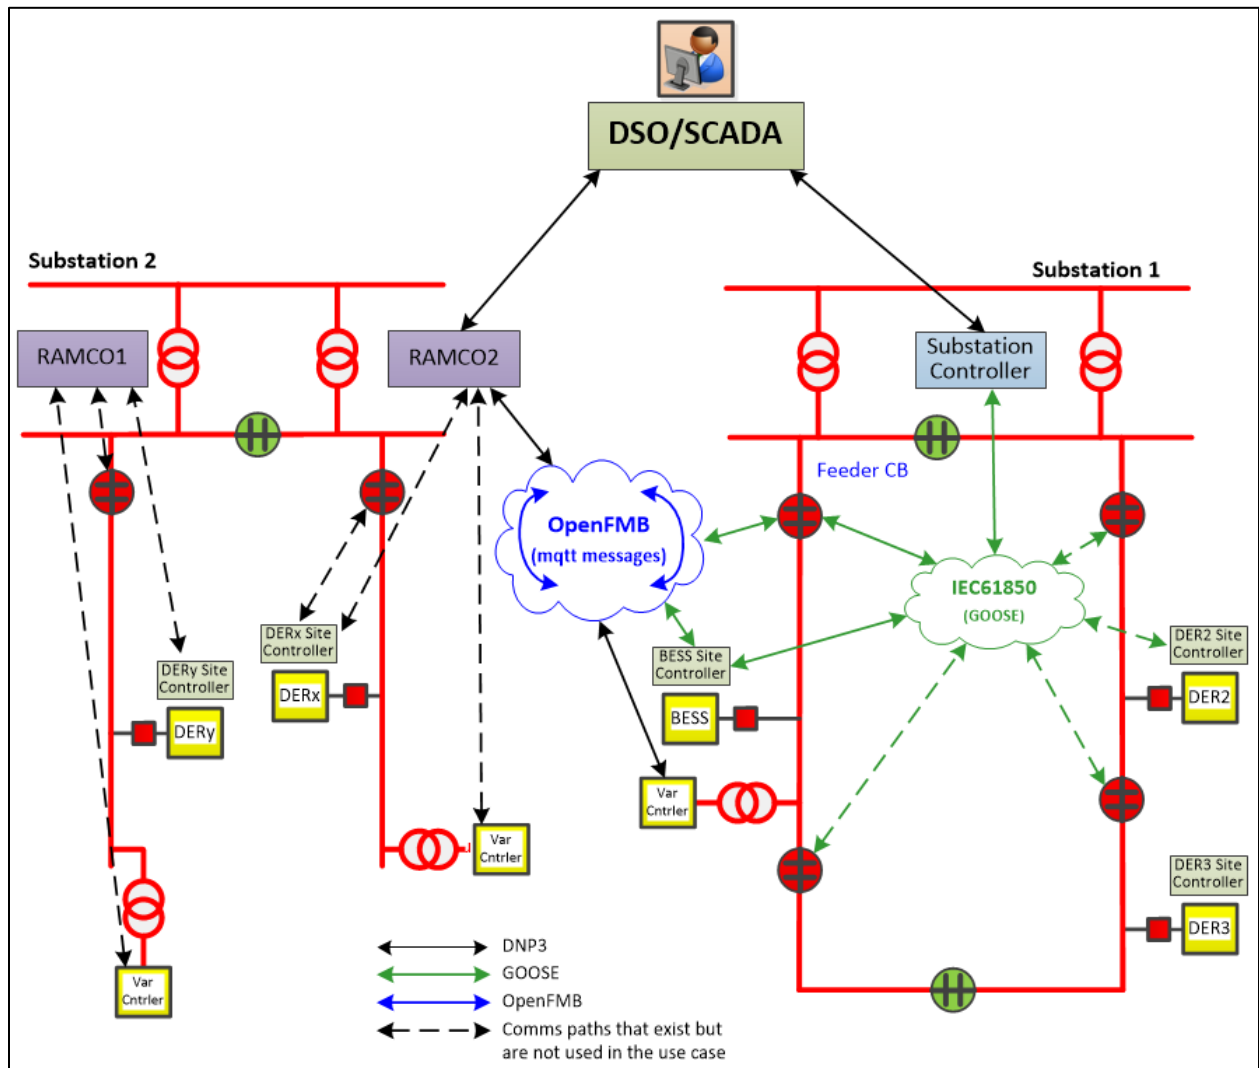 DSO/SCADA
Substation 2
Substation 1
RAMCO1
RAMCO2
Substation
Controller
Feeder CB
OpenFMB
(mqtt messages)
IEC61850
(GOOSE)
DERx Site
Controller
DERy Site
Controller
BESS Site
Controller
DER2 Site
Controller
DERx
DERy
BESS
DER2
Var
Cntrler
Var
Cntrler
DER3 Site
Controller
DER3
Var
Cntrler
DNP3
GOOSE
OpenFMB
Comms paths that exist but
are not used in the use case